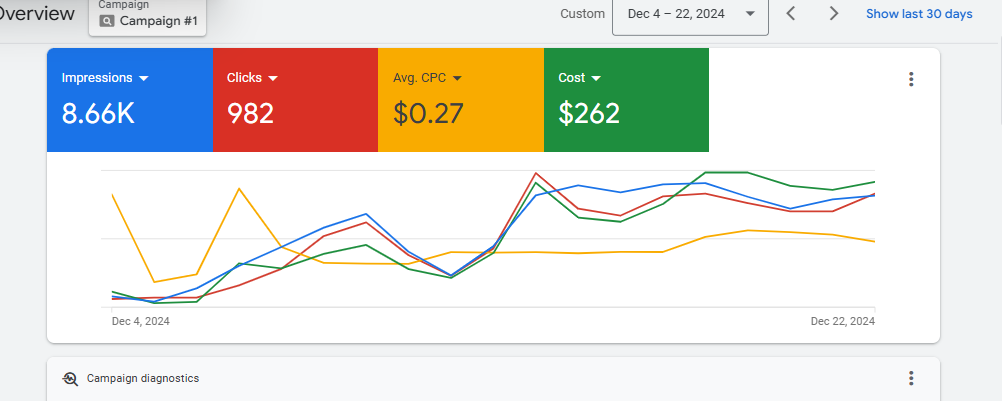 Overview
Campaign
Campaign #1
Custom Dec 4 – 22, 2024 Show last 30 days
Impressions Clicks Avg. CPC Cost
8.66K 982 $0.27 $262
Dec 4, 2024 Dec 22, 2024
Campaign diagnostics